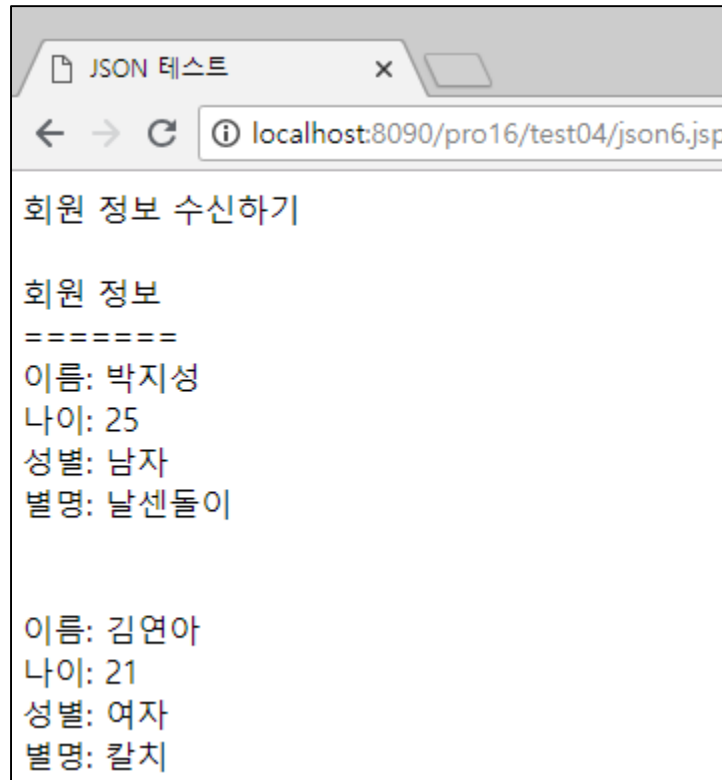 JSON 테스트
localhost:8090/pro16/test04/json6.jsp
회원 정보 수신하기
회원 정보
=======
이름: 박지성
나이: 25
성별: 남자
별명: 날센돌이
이름: 김연아
나이: 21
성별: 여자
별명: 칼치